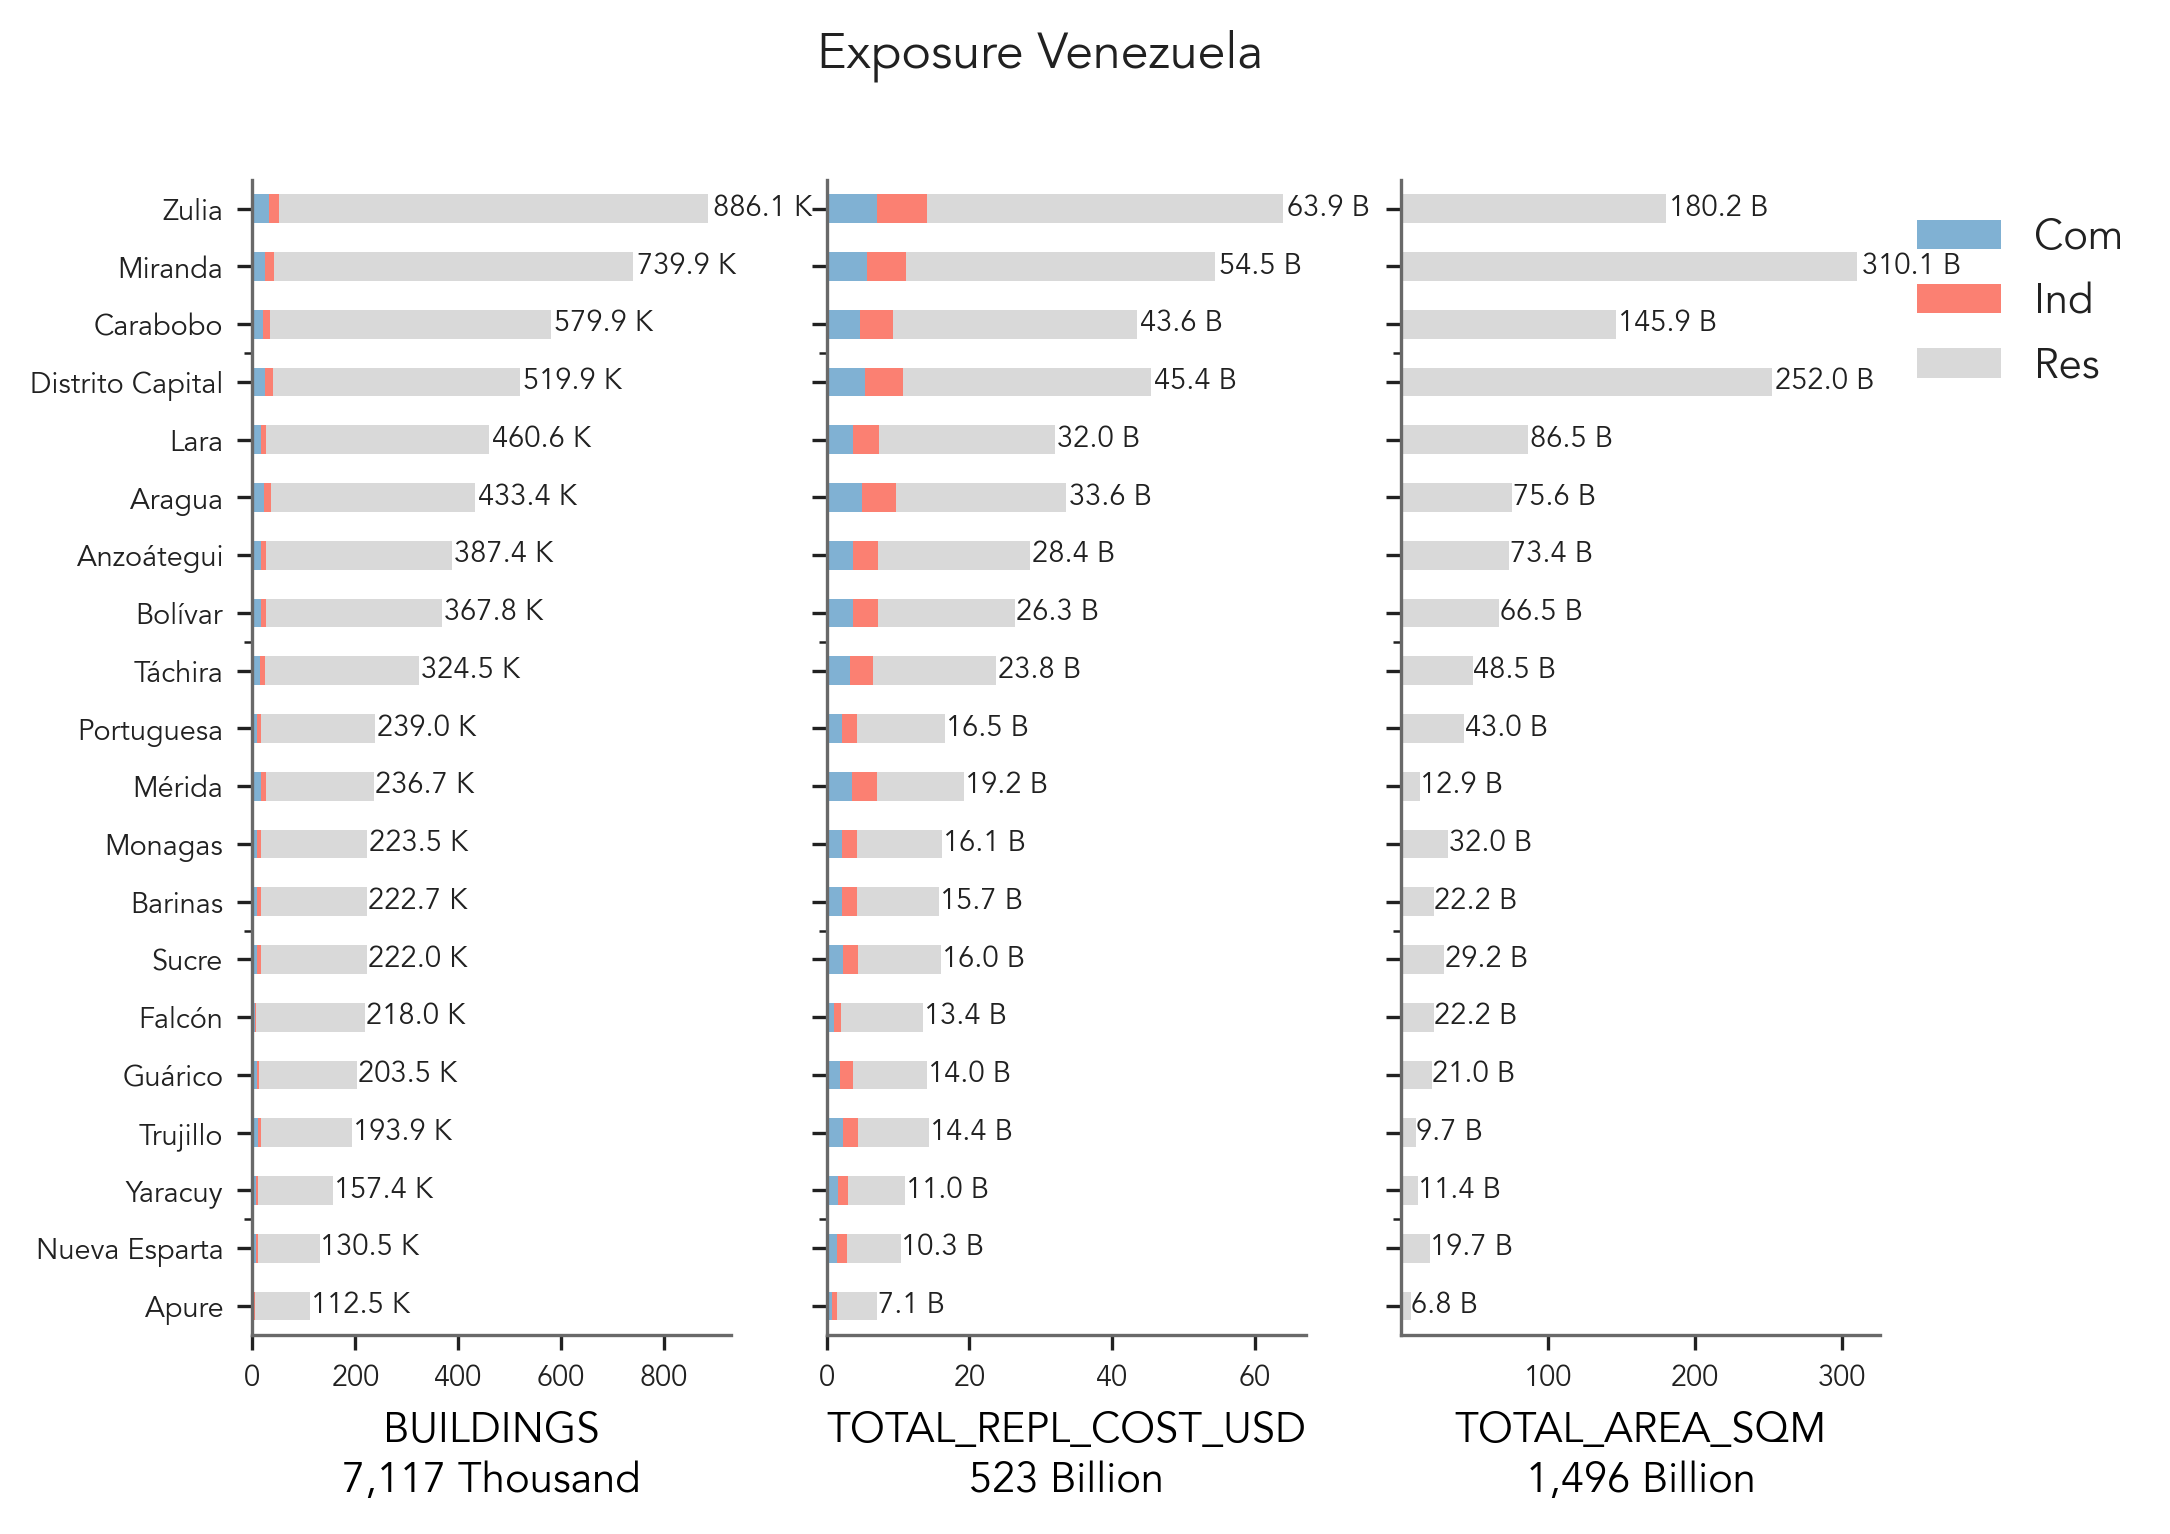 Exposure Venezuela
Zulia 886.1 K 63.9 B 180.2 B
Miranda 739.9 K 54.5 B 310.1 B
Carabobo 579.9 K 43.6 B 145.9 B
Distrito Capital 519.9 K 45.4 B 252.0 B
Lara 460.6 K 32.0 B 86.5 B
Aragua 433.4 K 33.6 B 75.6 B
Anzoátegui 387.4 K 28.4 B 73.4 B
Bolívar 367.8 K 26.3 B 66.5 B
Táchira 324.5 K 23.8 B 48.5 B
Portuguesa 239.0 K 16.5 B 43.0 B
Mérida 236.7 K 19.2 B 12.9 B
Monagas 223.5 K 16.1 B 32.0 B
Barinas 222.7 K 15.7 B 22.2 B
Sucre 222.0 K 16.0 B 29.2 B
Falcón 218.0 K 13.4 B 22.2 B
Guárico 203.5 K 14.0 B 21.0 B
Trujillo 193.9 K 14.4 B 9.7 B
Yaracuy 157.4 K 11.0 B 11.4 B
Nueva Esparta 130.5 K 10.3 B 19.7 B
Apure 112.5 K 7.1 B 6.8 B
0 200 400 600 800 0 20 40 60 100 200 300
BUILDINGS TOTAL_REPL_COST_USD TOTAL_AREA_SQM
7,117 Thousand 523 Billion 1,496 Billion
Com
Ind
Res